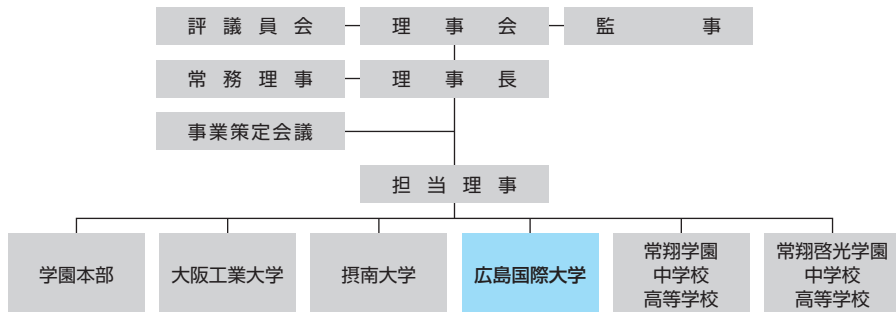 評議員会
理事会
監事
常務理事
理事長
事業策定会議
担当理事
学園本部
大阪工業大学
摂南大学
広島国際大学
常翔学園
中学校
高等学校
常翔啓光学園
中学校
高等学校